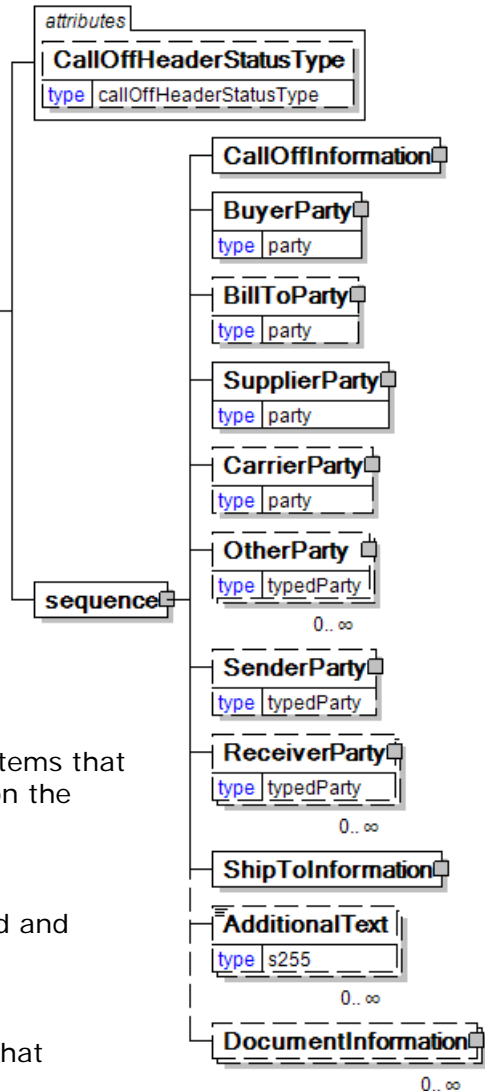 attributes
CallOffHeaderStatusType
type callOffHeaderStatusType
CallOffInformation
BuyerParty
type party
BillToParty
type party
SupplierParty
type party
CarrierParty
type party
OtherParty
type typedParty
0.. ∞
sequence
SenderParty
type typedParty
ReceiverParty
type typedParty
0.. ∞
ShipToInformation
AdditionalText
type s255
0.. ∞
DocumentInformation
0.. ∞
tems that
on the
d and
hat